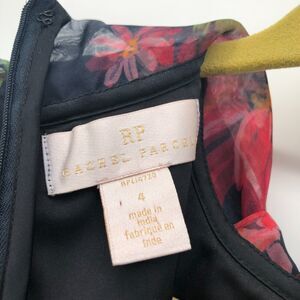 RP
RACHEL PARCELL
4
made in
India
fabriqué en
Inde